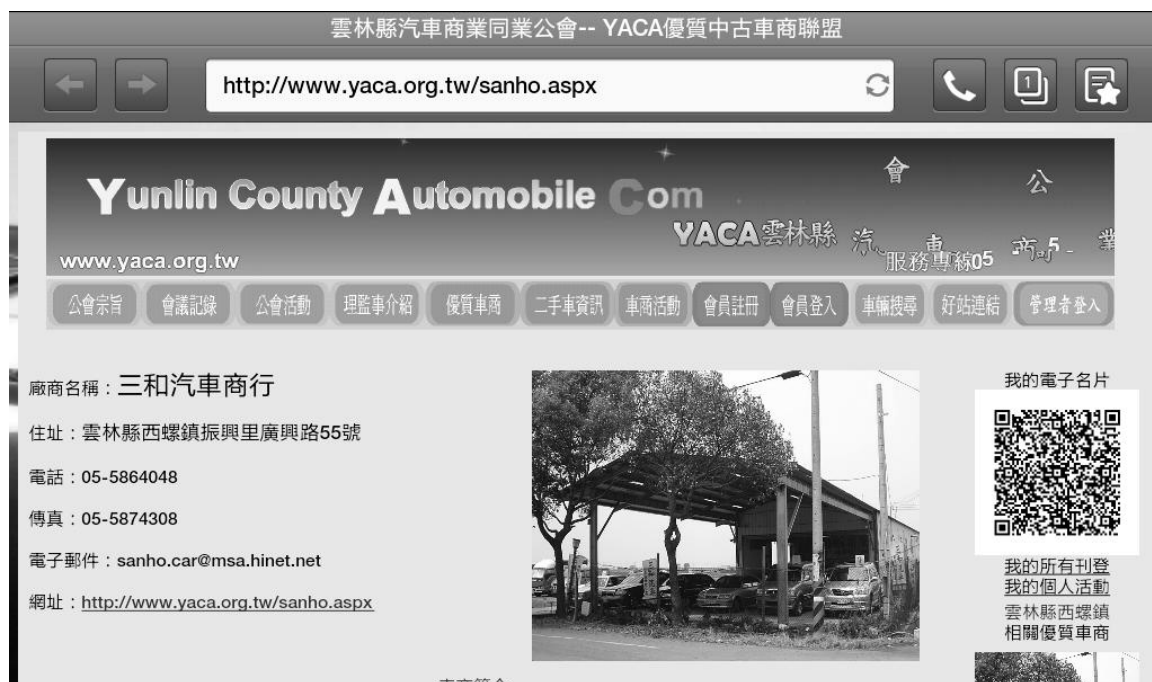 雲林縣汽車商業同業公會-- YACA優質中古車商聯盟
http://www.yaca.org.tw/sanho.aspx
1
Yunlin County Automobile Com
會
公
YACA雲林縣 汽 車 商 業
www.yaca.org.tw
服務專線05
5-
公會宗旨 會議記錄 公會活動 理監事介紹 優質車商 二手車資訊 車商活動 會員註冊 會員登入 車輛搜尋 好站連結 管理者登入
廠商名稱：三和汽車商行
住址：雲林縣西螺鎮振興里廣興路55號
電話：05-5864048
傳真：05-5874308
電子郵件：sanho.car@msa.hinet.net
網址：http://www.yaca.org.tw/sanho.aspx
我的電子名片
我的所有刊登
我的個人活動
雲林縣西螺鎮
相關優質車商